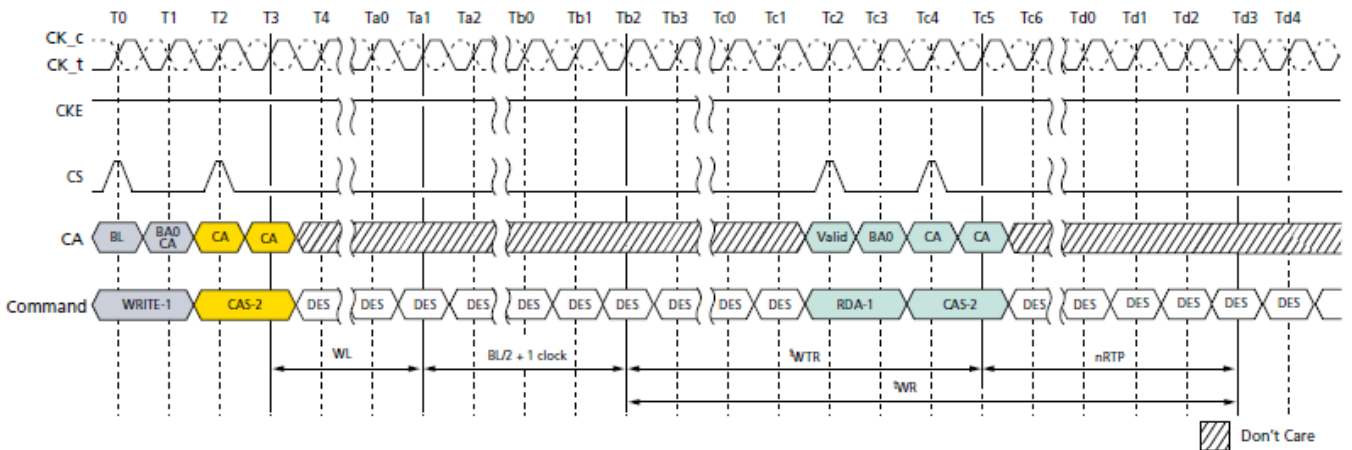 T0 T1 T2 T3 T4 Ta0 Ta1 Ta2 Tb0 Tb1 Tb2 Tb3 Tc0 Tc1 Tc2 Tc3 Tc4 Tc5 Tc6 Td0 Td1 Td2 Td3 Td4
CK_c
CK_t
CKE
CS
CA BL BA0 CA CA CA Valid BA0 CA CA
Command WRITE-1 CAS-2 DES DES DES DES DES DES DES DES DES DES RDA-1 CAS-2 DES DES DES DES DES DES
WL BL/2 + 1 clock tWTR nRTP
tWR
Don't Care